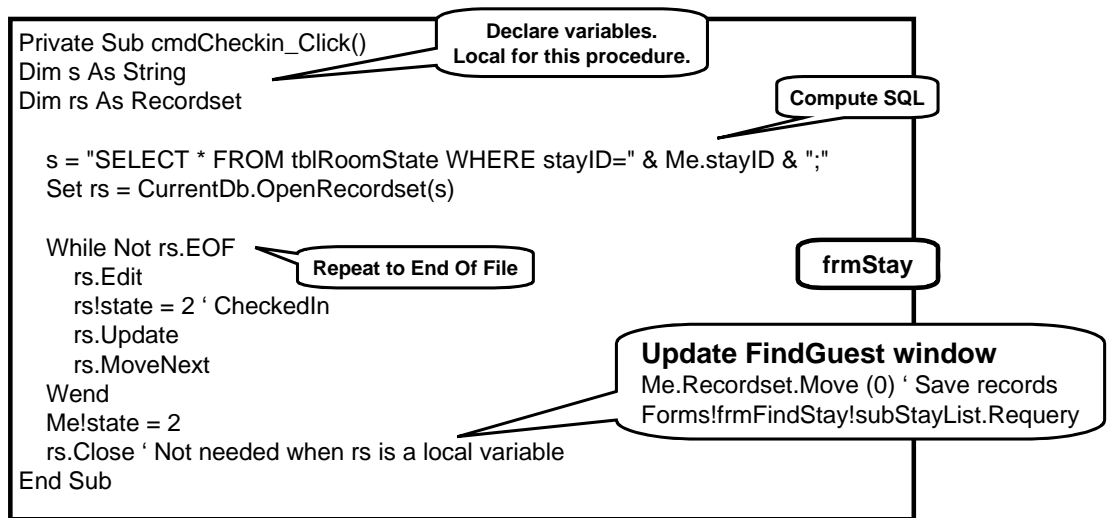 Private Sub cmdCheckin_Click()
Declare variables.
Local for this procedure.
Dim s As String
Dim rs As Recordset
Compute SQL
s = "SELECT * FROM tblRoomState WHERE stayID=" & Me.stayID & ";"
Set rs = CurrentDb.OpenRecordset(s)
While Not rs.EOF
Repeat to End Of File
frmStay
rs.Edit
rs!state = 2 ‘ CheckedIn
rs.Update
rs.MoveNext
Wend
Me!state = 2
rs.Close ‘ Not needed when rs is a local variable
End Sub
Update FindGuest window
Me.Recordset.Move (0) ‘ Save records
Forms!frmFindStay!subStayList.Requery